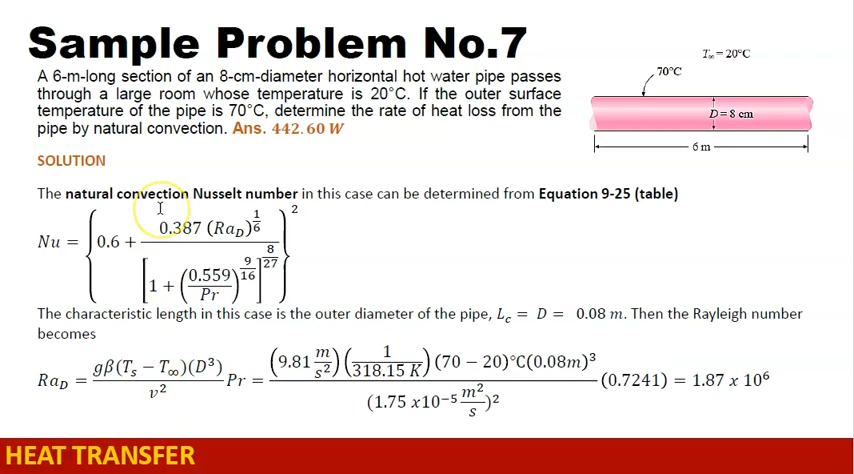 Sample Problem No.7
A 6-m-long section of an 8-cm-diameter horizontal hot water pipe passes
through a large room whose temperature is 20°C. If the outer surface
temperature of the pipe is 70°C, determine the rate of heat loss from the
pipe by natural convection. Ans. 442.60 W
T∞ = 20°C
70°C
D = 8 cm
6 m
SOLUTION
The natural convection Nusselt number in this case can be determined from Equation 9-25 (table)
Nu = {0.6 + 0.387 (Ra_D)^(1/6) / [1 + (0.559/Pr)^(9/16)]^(8/27)}^2
The characteristic length in this case is the outer diameter of the pipe, L_c = D = 0.08 m. Then the Rayleigh number
becomes
Ra_D = gβ(T_s − T∞)(D³)/υ² Pr = (9.81 m/s²)(1/318.15 K)(70 − 20)°C(0.08m)³/(1.75 x10⁻⁵ m²/s)² (0.7241) = 1.87 x 10⁶
HEAT TRANSFER